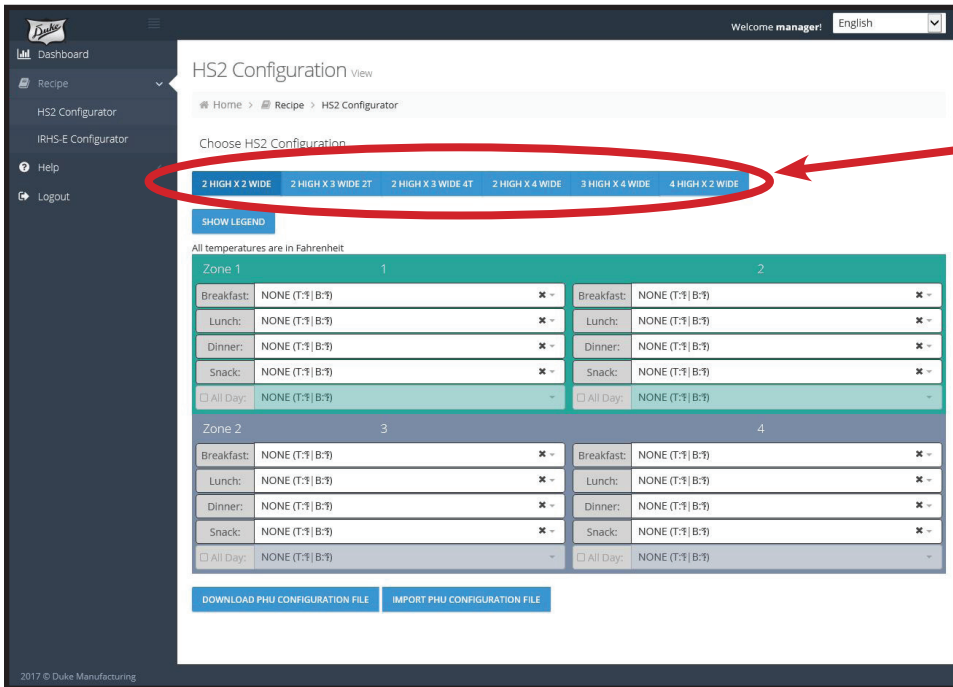 Duke
Welcome manager! English
Dashboard
Recipe
HS2 Configurator
IRHS-E Configurator
Help
Logout
HS2 Configuration View
Home > Recipe > HS2 Configurator
Choose HS2 Configuration
2 HIGH X 2 WIDE 2 HIGH X 3 WIDE 2T 2 HIGH X 3 WIDE 4T 2 HIGH X 4 WIDE 3 HIGH X 4 WIDE 4 HIGH X 2 WIDE
SHOW LEGEND
All temperatures are in Fahrenheit
Zone 1 1 2
Breakfast: NONE (T:|B:) Breakfast: NONE (T:|B:)
Lunch: NONE (T:|B:) Lunch: NONE (T:|B:)
Dinner: NONE (T:|B:) Dinner: NONE (T:|B:)
Snack: NONE (T:|B:) Snack: NONE (T:|B:)
All Day: NONE (T:|B:) All Day: NONE (T:|B:)
Zone 2 3 4
Breakfast: NONE (T:|B:) Breakfast: NONE (T:|B:)
Lunch: NONE (T:|B:) Lunch: NONE (T:|B:)
Dinner: NONE (T:|B:) Dinner: NONE (T:|B:)
Snack: NONE (T:|B:) Snack: NONE (T:|B:)
All Day: NONE (T:|B:) All Day: NONE (T:|B:)
DOWNLOAD PHU CONFIGURATION FILE IMPORT PHU CONFIGURATION FILE
2017 © Duke Manufacturing